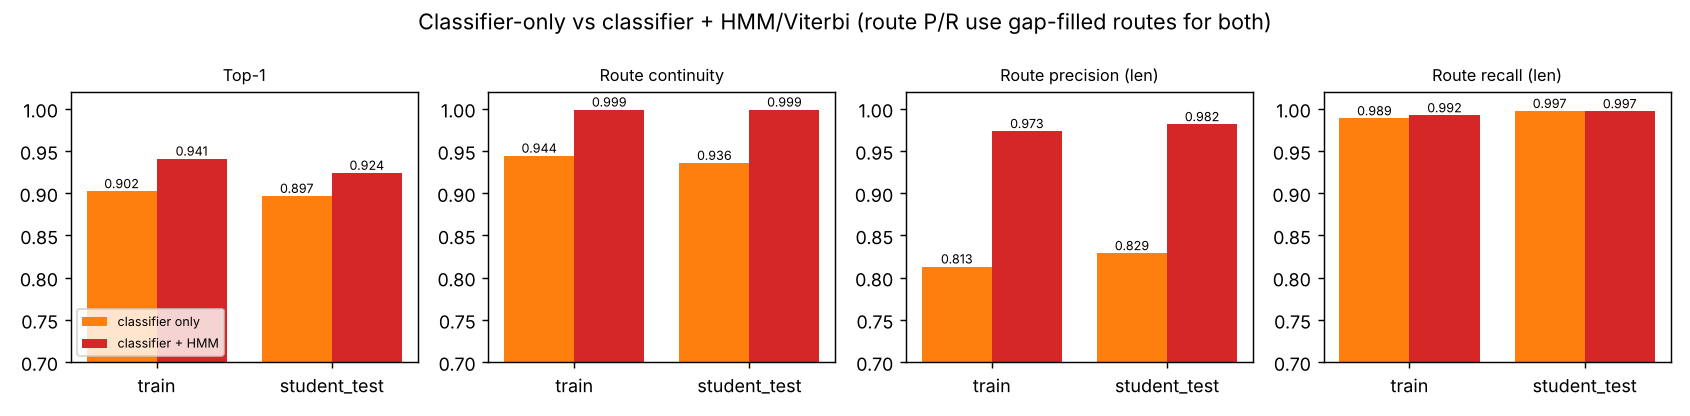 Classifier-only vs classifier + HMM/Viterbi (route P/R use gap-filled routes for both)
Top-1
1.00
0.95
0.90
0.85
0.80
0.75
0.70
0.902
0.941
0.897
0.924
classifier only
classifier + HMM
train
student_test
Route continuity
1.00
0.95
0.90
0.85
0.80
0.75
0.70
0.944
0.999
0.936
0.999
train
student_test
Route precision (len)
1.00
0.95
0.90
0.85
0.80
0.75
0.70
0.813
0.973
0.829
0.982
train
student_test
Route recall (len)
1.00
0.95
0.90
0.85
0.80
0.75
0.70
0.989
0.992
0.997
0.997
train
student_test